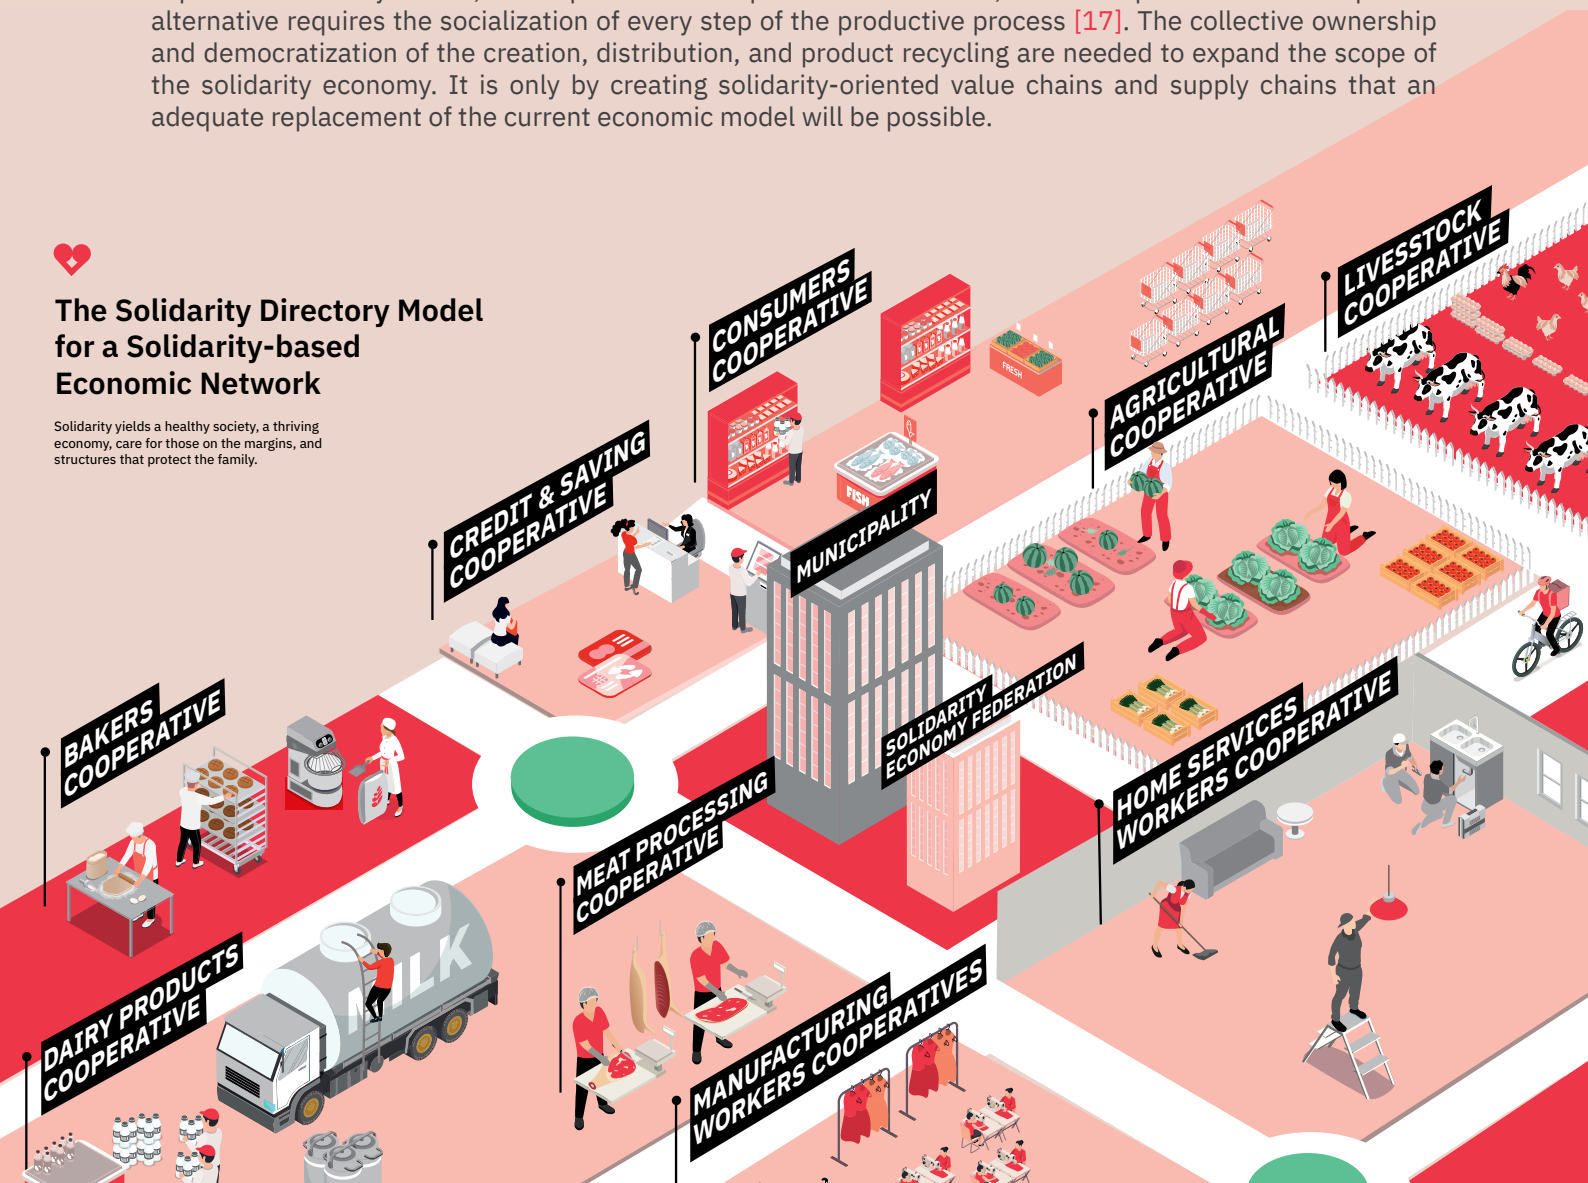 alternative requires the socialization of every step of the productive process [17]. The collective ownership
and democratization of the creation, distribution, and product recycling are needed to expand the scope of
the solidarity economy. It is only by creating solidarity-oriented value chains and supply chains that an
adequate replacement of the current economic model will be possible.
The Solidarity Directory Model
for a Solidarity-based
Economic Network
Solidarity yields a healthy society, a thriving
economy, care for those on the margins, and
structures that protect the family.
LIVESSTOCK
COOPERATIVE
CONSUMERS
COOPERATIVE
FRESH
AGRICULTURAL
COOPERATIVE
CREDIT & SAVING
COOPERATIVE
FISH
MUNICIPALITY
SOLIDARITY
ECONOMY FEDERATION
BAKERS
COOPERATIVE
HOME SERVICES
WORKERS COOPERATIVE
MEAT PROCESSING
COOPERATIVE
DAIRY PRODUCTS
COOPERATIVE
MILK
MANUFACTURING
WORKERS COOPERATIVES